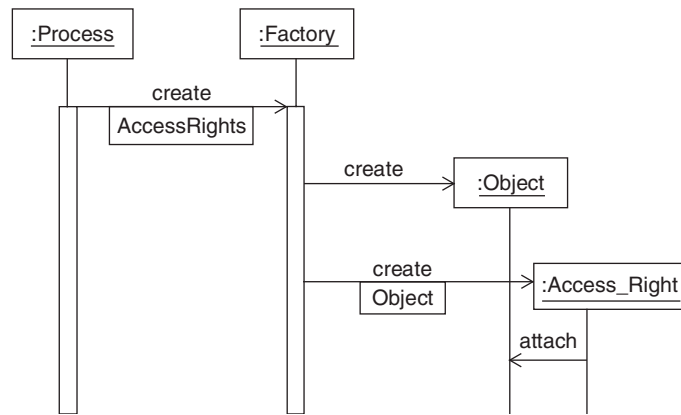 :Process
:Factory
create
AccessRights
create
:Object
create
Object
:Access_Right
attach